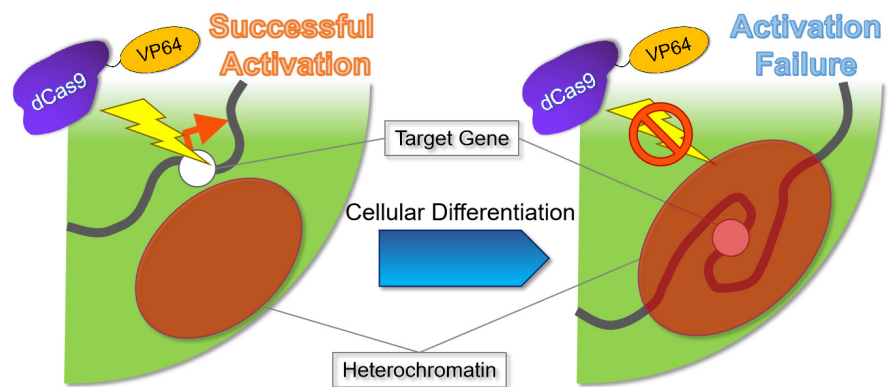 Successful
Activation
dCas9
VP64
Activation
Failure
dCas9
VP64
Target Gene
Cellular Differentiation
Heterochromatin